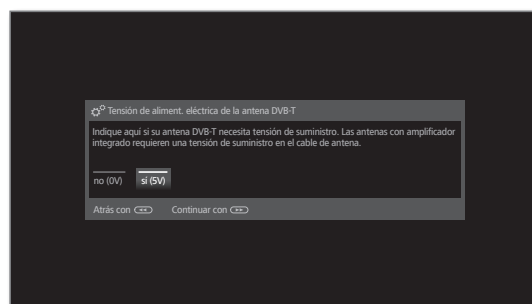 Tensión de aliment. eléctrica de la antena DVB-T
Indique aquí si su antena DVB-T necesita tensión de suministro. Las antenas con amplificador
integrado requieren una tensión de suministro en el cable de antena.
no (0V) sí (5V)
Atrás con Continuar con